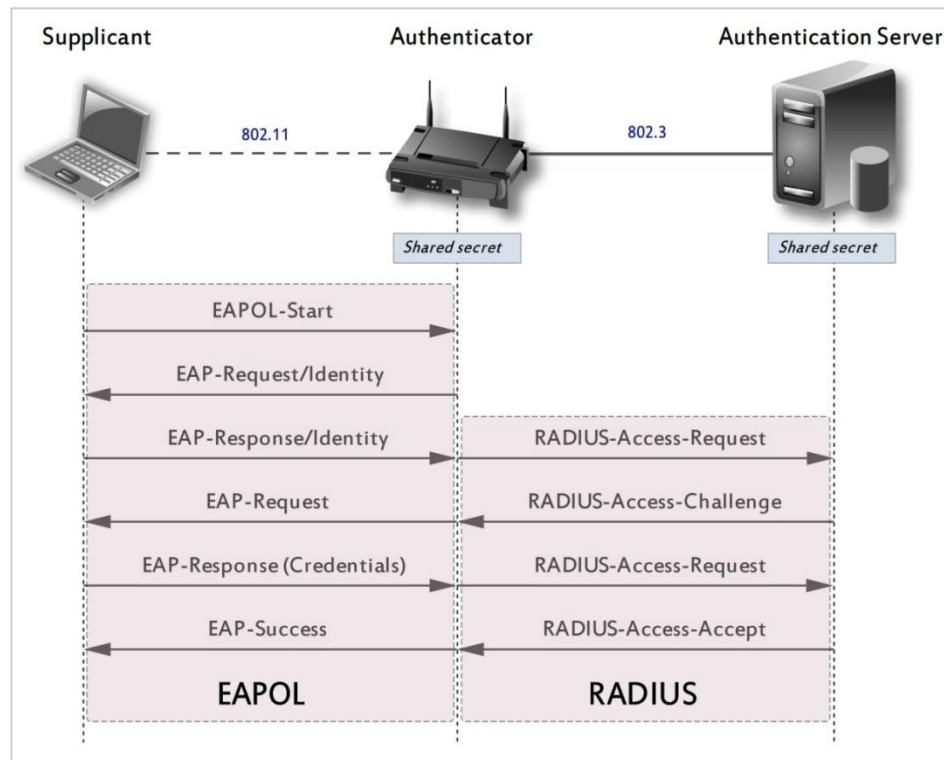 Supplicant
Authenticator
Authentication Server
802.11
802.3
Shared secret
Shared secret
EAPOL-Start
EAP-Request/Identity
EAP-Response/Identity
RADIUS-Access-Request
EAP-Request
RADIUS-Access-Challenge
EAP-Response (Credentials)
RADIUS-Access-Request
EAP-Success
RADIUS-Access-Accept
EAPOL
RADIUS